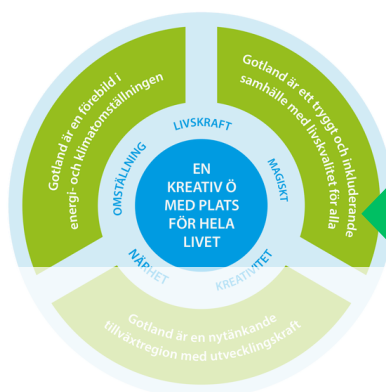 Gotland är en förebild i
energi- och klimatomställningen
Gotland är ett tryggt och inkluderande
samhälle med livskvalitet för alla
LIVSKRAFT
OMSTÄLLNING
MAGISKT
EN
KREATIV Ö
MED PLATS
FÖR HELA
LIVET
NÄRHET
KREATIVITET
Gotland är en nytänkande
tillväxtregion med utvecklingskraft